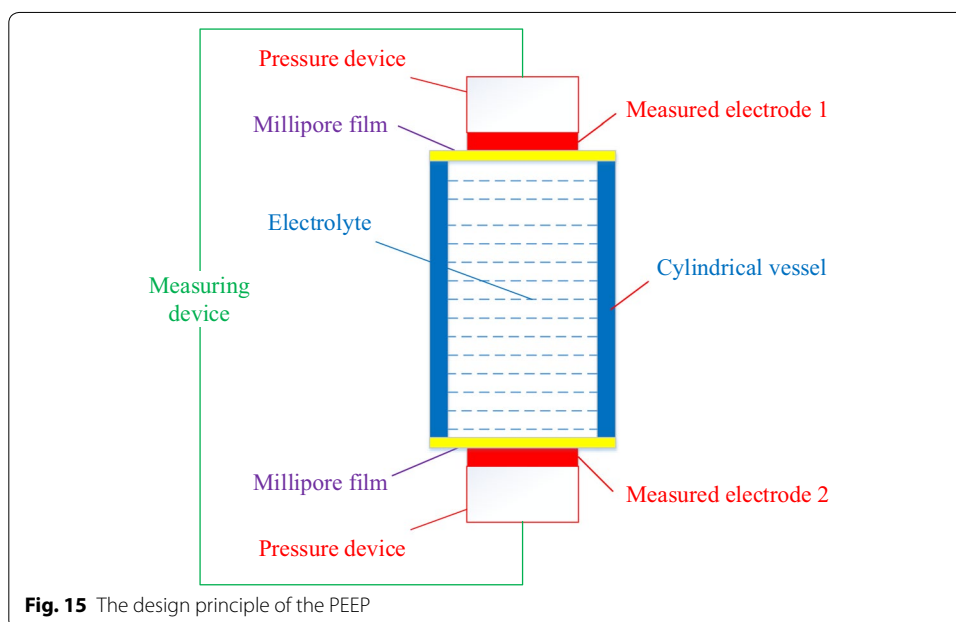 Pressure device
Measured electrode 1
Millipore film
Electrolyte
Cylindrical vessel
Measuring
device
Millipore film
Measured electrode 2
Pressure device
Fig. 15 The design principle of the PEEP